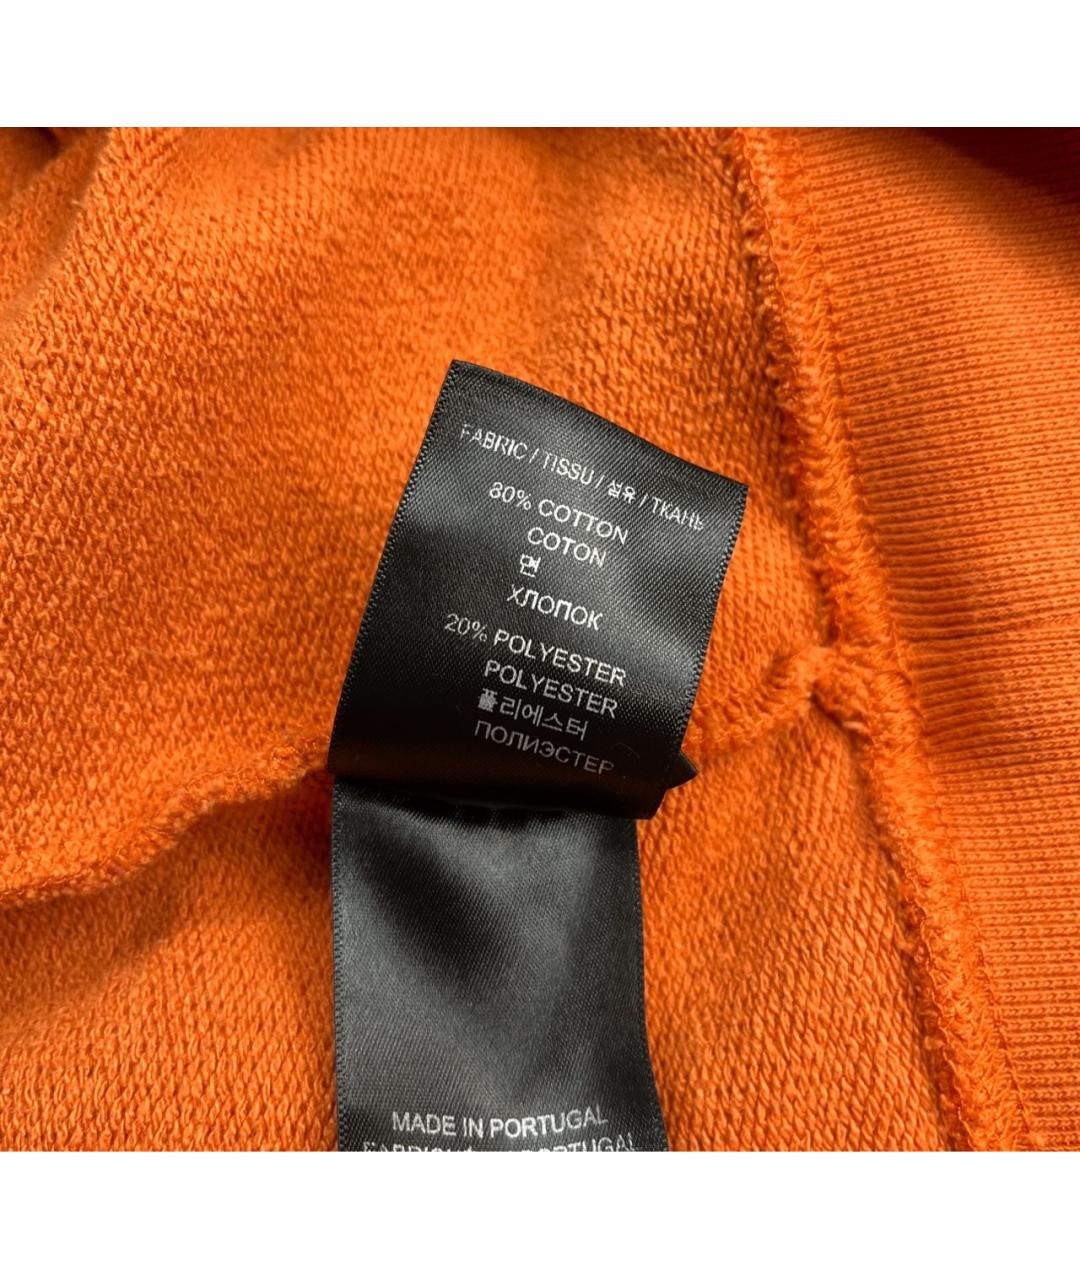 FABRIC / TISSU / 섬유 / ТКАНЬ
80% COTTON
COTON
면
ХЛОПОК
20% POLYESTER
POLYESTER
폴리에스터
ПОЛИЭСТЕР
MADE IN PORTUGAL
PORTUGAL